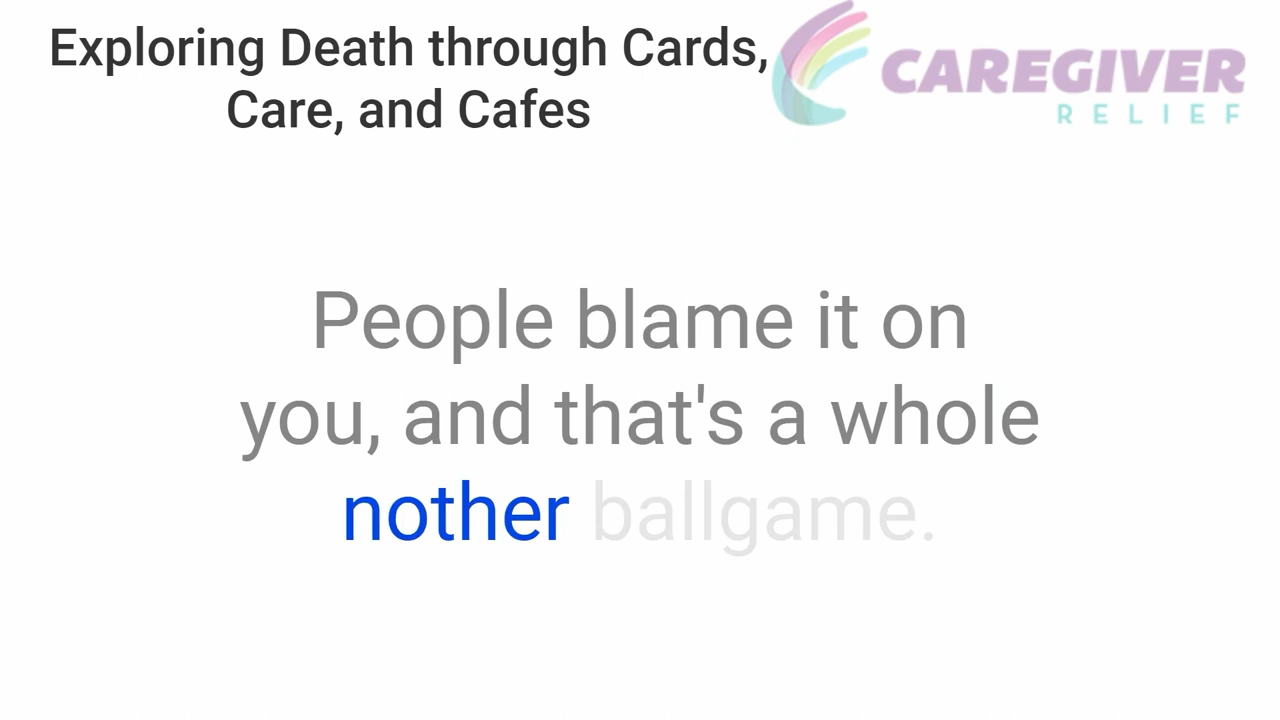 Exploring Death through Cards,
Care, and Cafes
CAREGIVER
RELIEF
People blame it on
you, and that's a whole
nother ballgame.